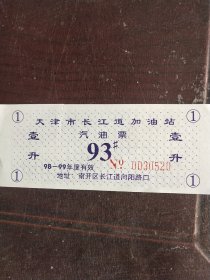 ① ①
天津市长江道加油站
壹升 汽油票 壹升
93# № 0030520
98—99年度有效
① 地址：南开区长江道向阳路口 ①